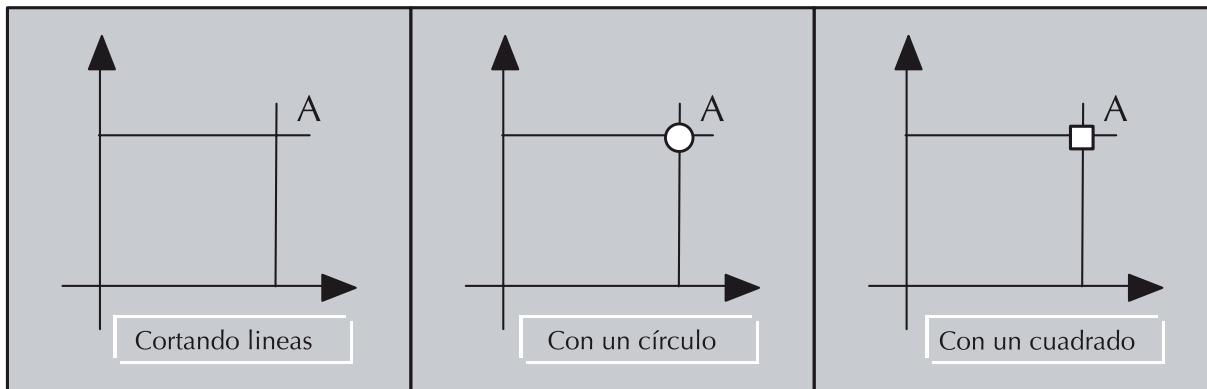 A
A
A
Cortando lineas
Con un círculo
Con un cuadrado